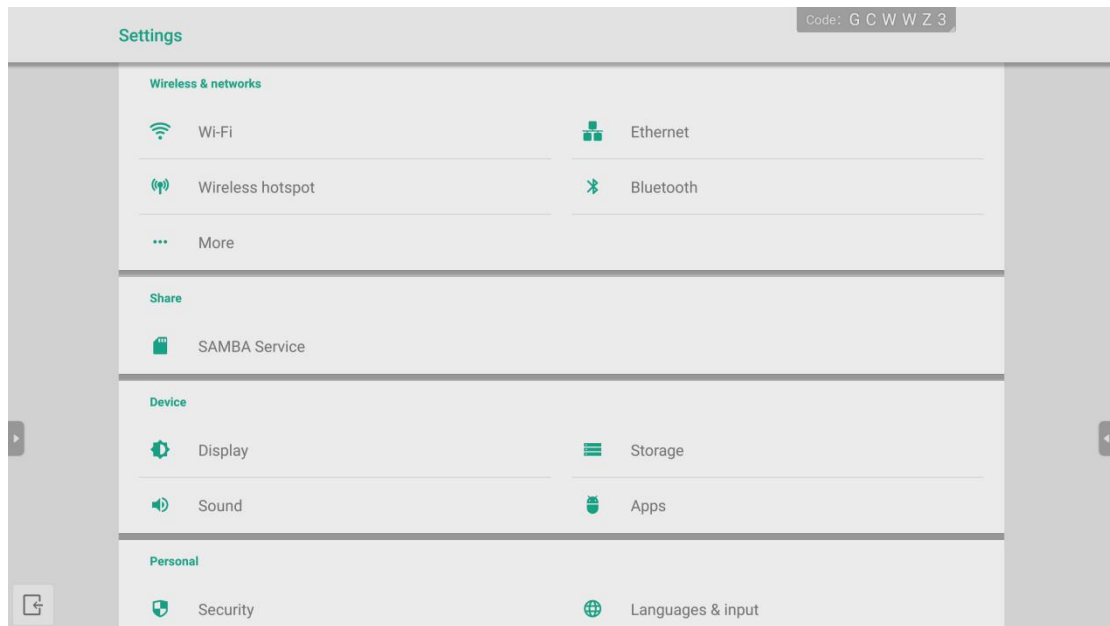 Code: G C W W Z 3
Settings
Wireless & networks
Wi-Fi
Ethernet
Wireless hotspot
Bluetooth
More
Share
SAMBA Service
Device
Display
Storage
Sound
Apps
Personal
Security
Languages & input